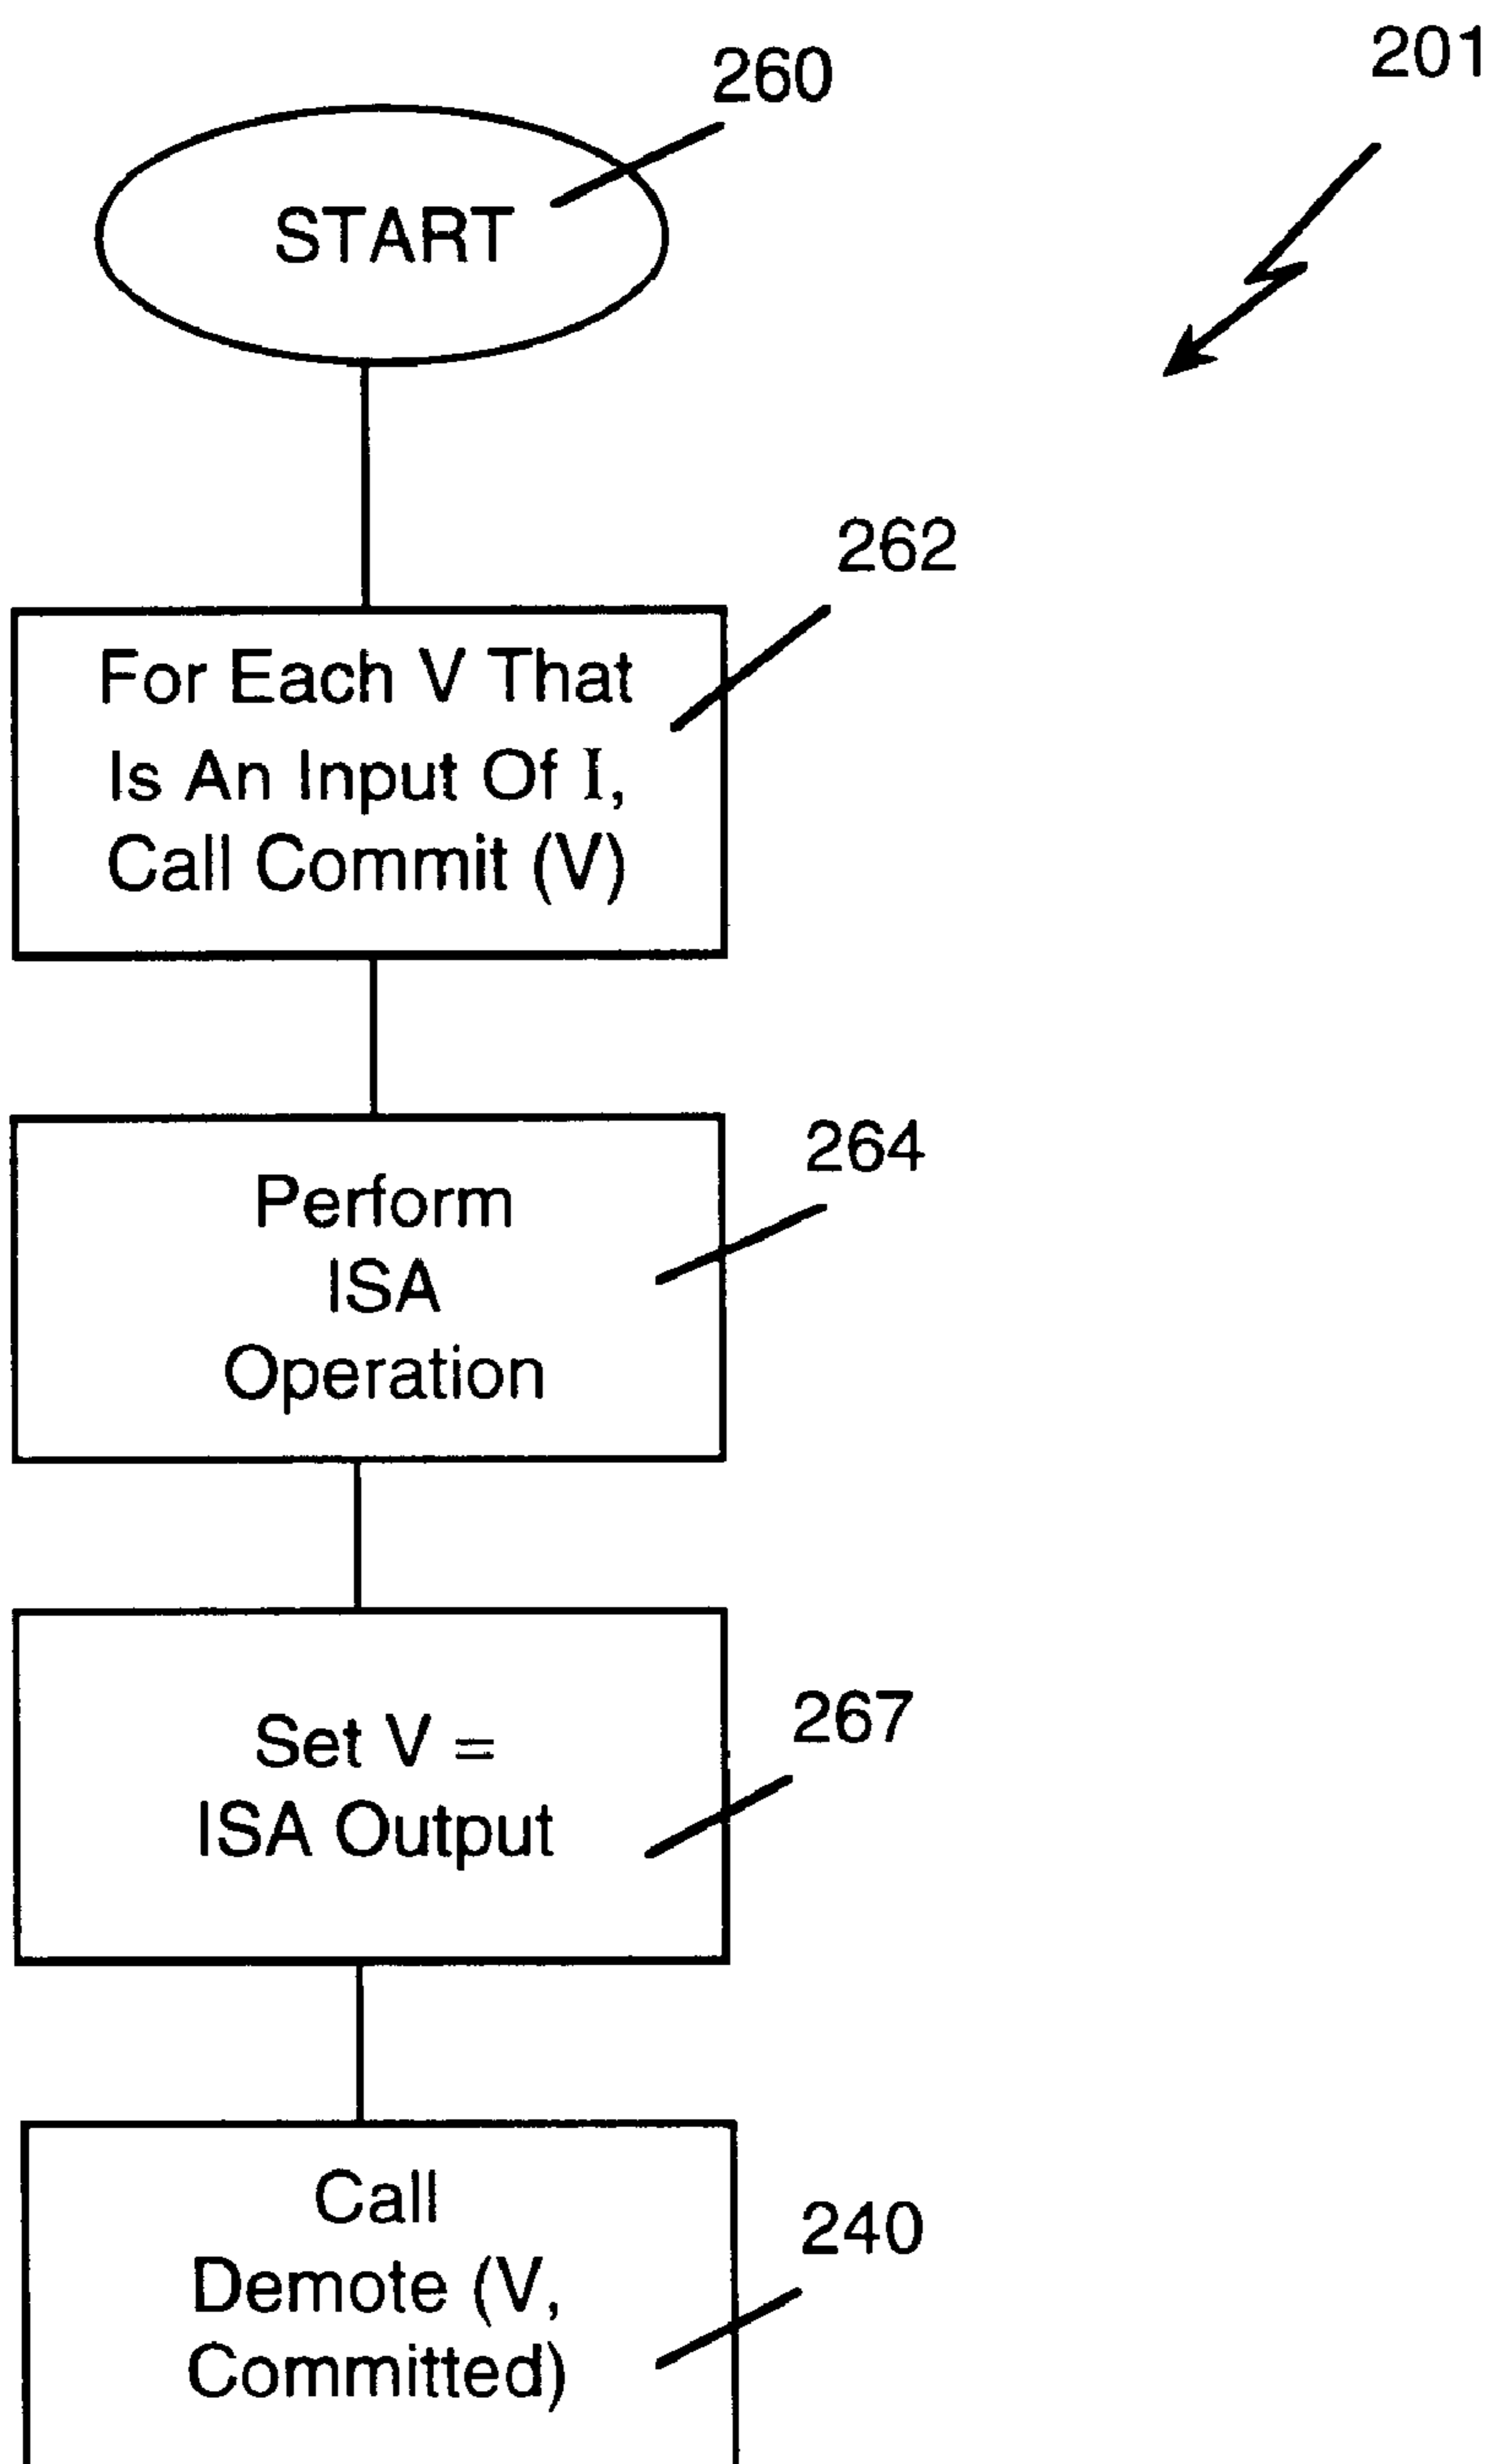 260
201
START
262
For Each V That
Is An Input Of I,
Call Commit (V)
264
Perform
ISA
Operation
267
Set V =
ISA Output
240
Call
Demote (V,
Committed)